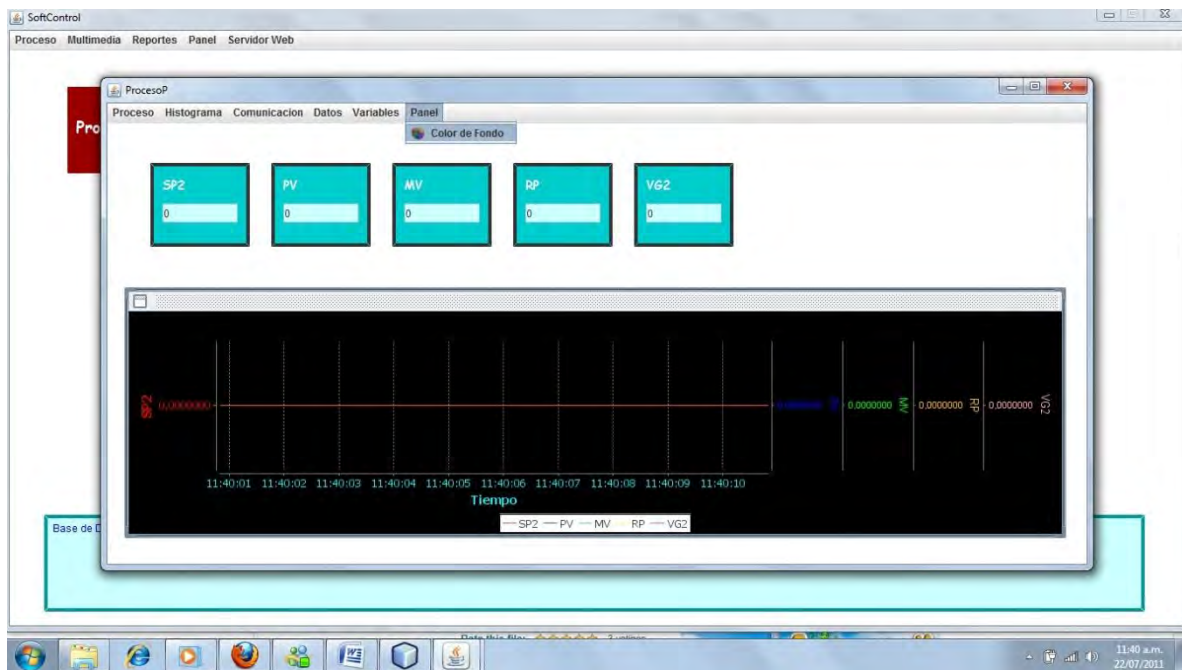 SoftControl
Proceso Multimedia Reportes Panel Servidor Web
ProcesoP
Proceso Histograma Comunicacion Datos Variables Panel
Color de Fondo
Pro
SP2 PV MV RP VG2
0 0 0 0 0
SP2 0,0000000 0,0000000 MV 0,0000000 RP 0,0000000 VG2
11:40:01 11:40:02 11:40:03 11:40:04 11:40:05 11:40:06 11:40:07 11:40:08 11:40:09 11:40:10
Tiempo
SP2 PV MV RP VG2
Base de D
11:40 a.m.
22/07/2011